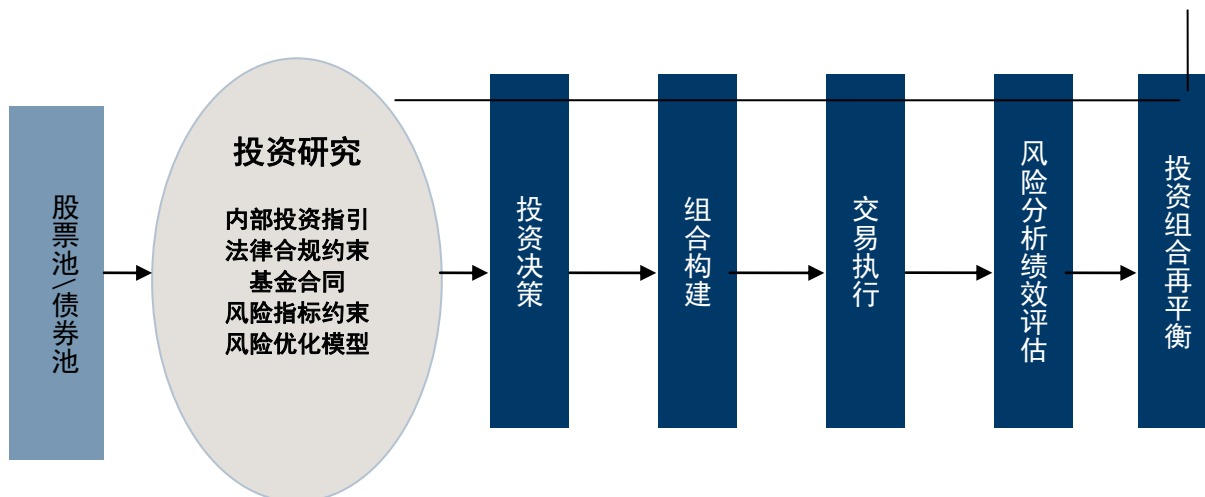 股票池\债券池
投资研究
内部投资指引
法律合规约束
基金合同
风险指标约束
风险优化模型
投资决策
组合构建
交易执行
风险分析绩效评估
投资组合再平衡